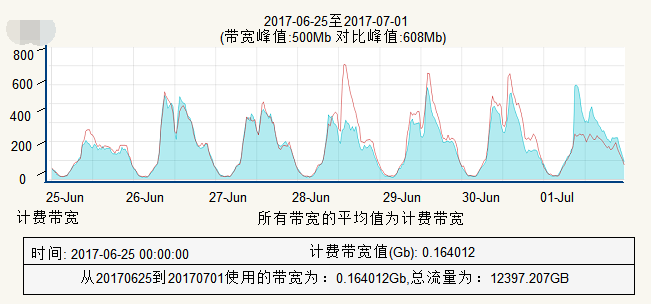 2017-06-25至2017-07-01
(带宽峰值:500Mb 对比峰值:608Mb)
800
600
400
200
0
25-Jun 26-Jun 27-Jun 28-Jun 29-Jun 30-Jun 01-Jul
计费带宽 所有带宽的平均值为计费带宽
时间: 2017-06-25 00:00:00 计费带宽值(Gb): 0.164012
从20170625到20170701使用的带宽为：0.164012Gb,总流量为：12397.207GB